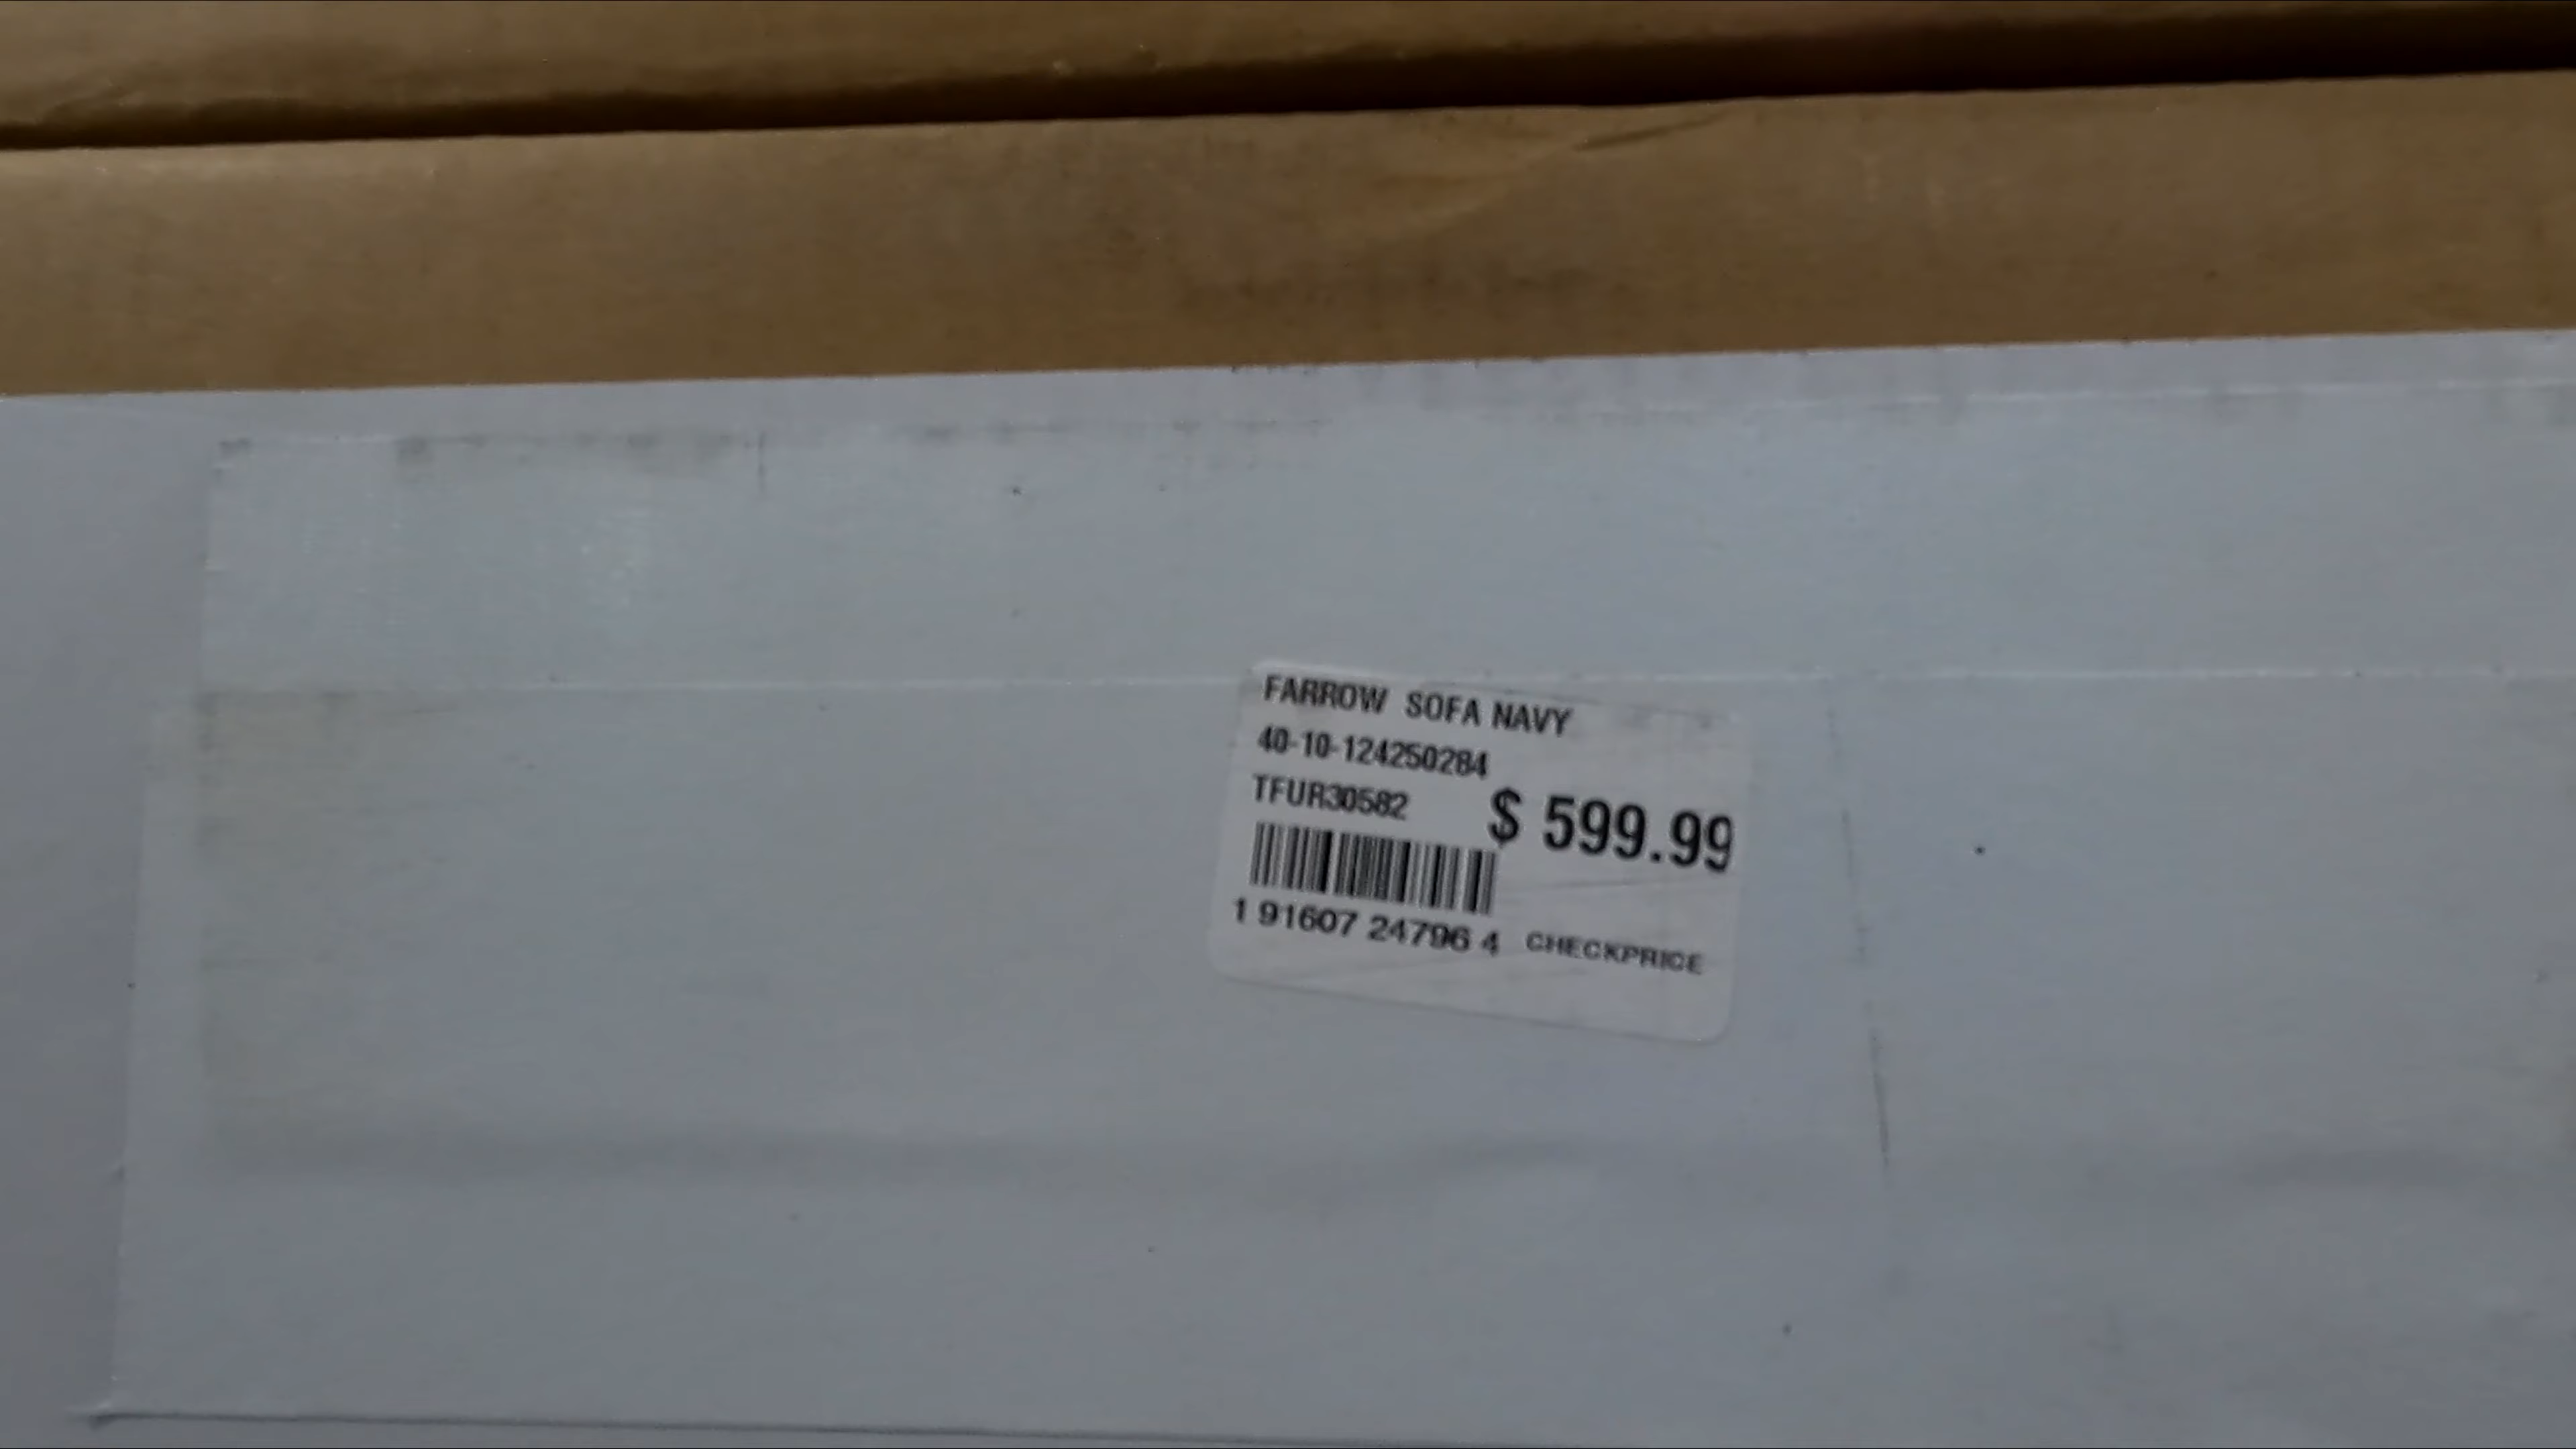 FARROW SOFA NAVY
40-10-124250284
TFUR30582
$ 599.99
1 91607 24796 4 CHECKPRICE